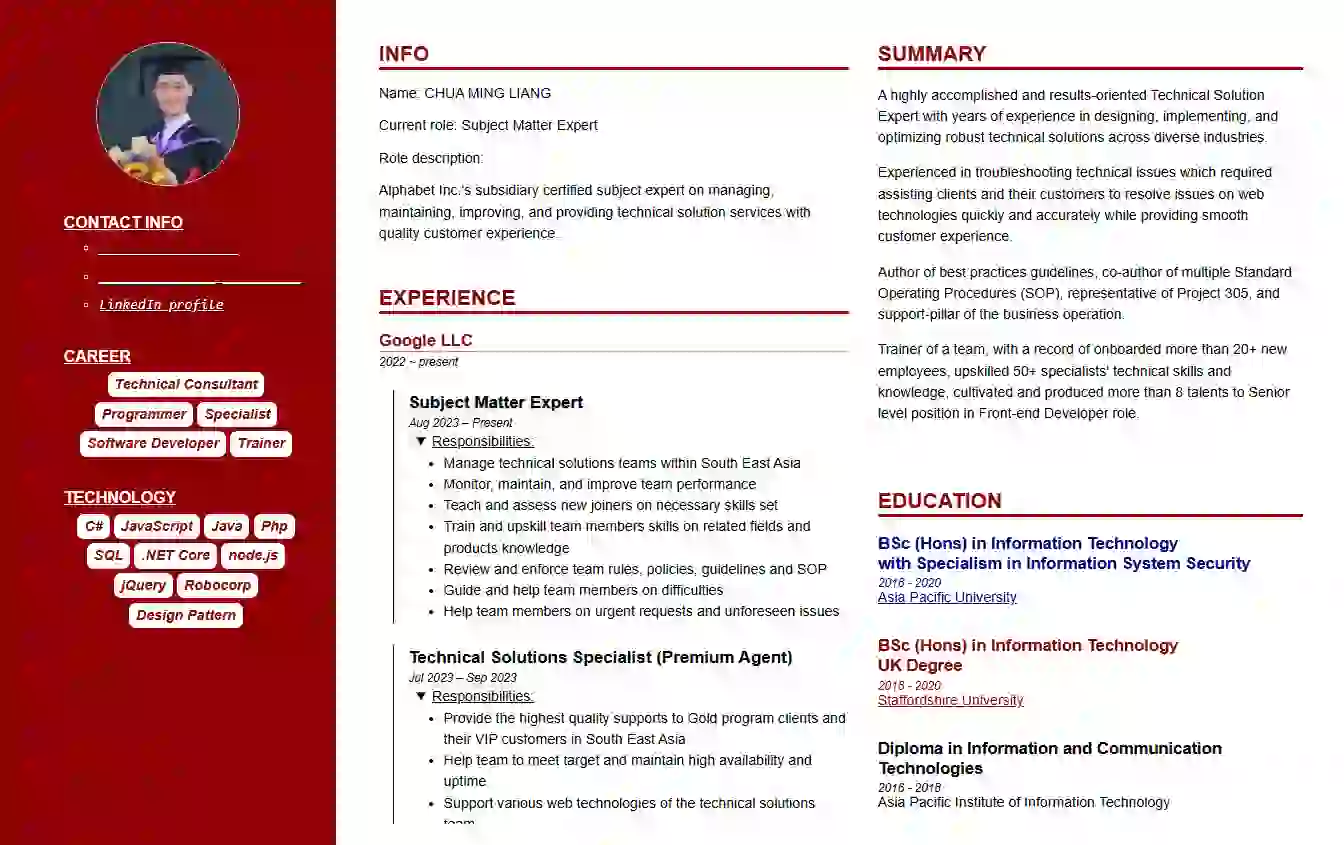 CONTACT INFO
LinkedIn profile
CAREER
Technical Consultant
Programmer
Specialist
Software Developer
Trainer
TECHNOLOGY
C#
JavaScript
Java
Php
SQL
.NET Core
node.js
jQuery
Robocorp
Design Pattern
INFO
Name: CHUA MING LIANG
Current role: Subject Matter Expert
Role description:
Alphabet Inc.'s subsidiary certified subject expert on managing,
maintaining, improving, and providing technical solution services with
quality customer experience.
EXPERIENCE
Google LLC
2022 – present
Subject Matter Expert
Aug 2023 – Present
▼ Responsibilities:
• Manage technical solutions teams within South East Asia
• Monitor, maintain, and improve team performance
• Teach and assess new joiners on necessary skills set
• Train and upskill team members skills on related fields and
products knowledge
• Review and enforce team rules, policies, guidelines and SOP
• Guide and help team members on difficulties
• Help team members on urgent requests and unforeseen issues
Technical Solutions Specialist (Premium Agent)
Jul 2023 – Sep 2023
▼ Responsibilities:
• Provide the highest quality supports to Gold program clients and
their VIP customers in South East Asia
• Help team to meet target and maintain high availability and
uptime
• Support various web technologies of the technical solutions
team
SUMMARY
A highly accomplished and results-oriented Technical Solution
Expert with years of experience in designing, implementing, and
optimizing robust technical solutions across diverse industries.
Experienced in troubleshooting technical issues which required
assisting clients and their customers to resolve issues on web
technologies quickly and accurately while providing smooth
customer experience.
Author of best practices guidelines, co-author of multiple Standard
Operating Procedures (SOP), representative of Project 305, and
support-pillar of the business operation.
Trainer of a team, with a record of onboarded more than 20+ new
employees, upskilled 50+ specialists' technical skills and
knowledge, cultivated and produced more than 8 talents to Senior
level position in Front-end Developer role.
EDUCATION
BSc (Hons) in Information Technology
with Specialism in Information System Security
2018 - 2020
Asia Pacific University
BSc (Hons) in Information Technology
UK Degree
2018 - 2020
Staffordshire University
Diploma in Information and Communication
Technologies
2016 - 2018
Asia Pacific Institute of Information Technology